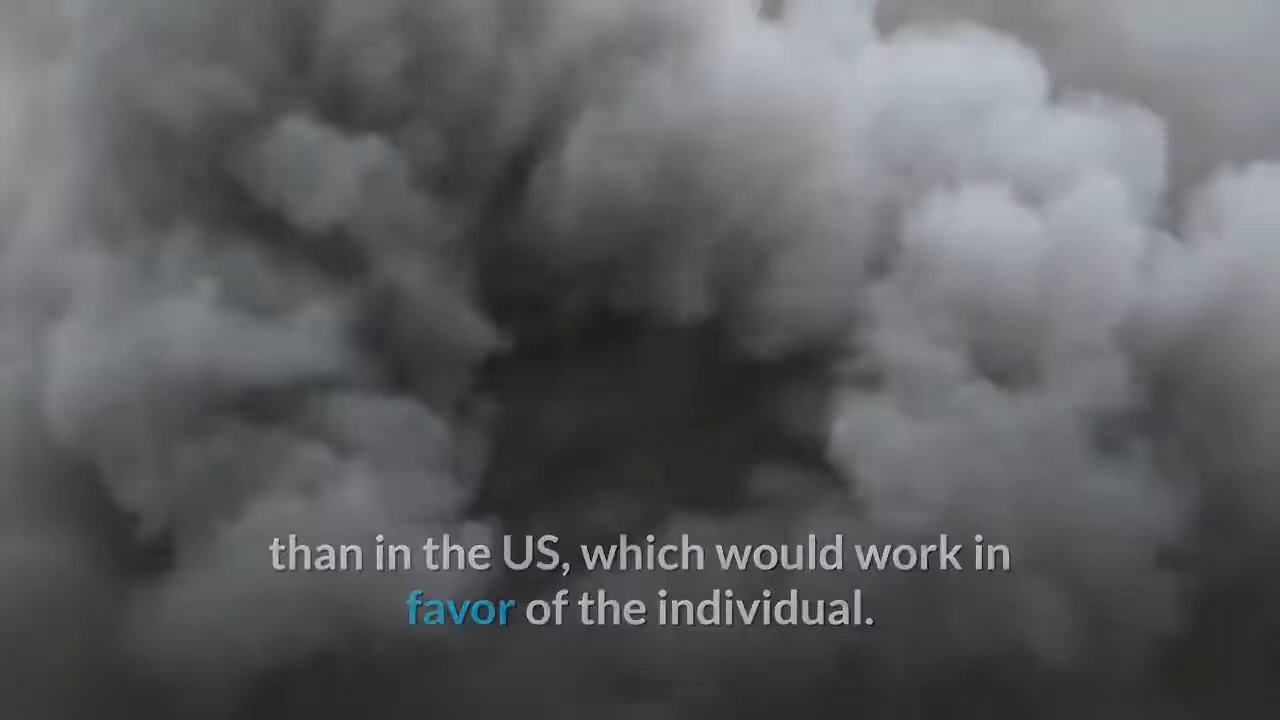 than in the US, which would work in
favor of the individual.